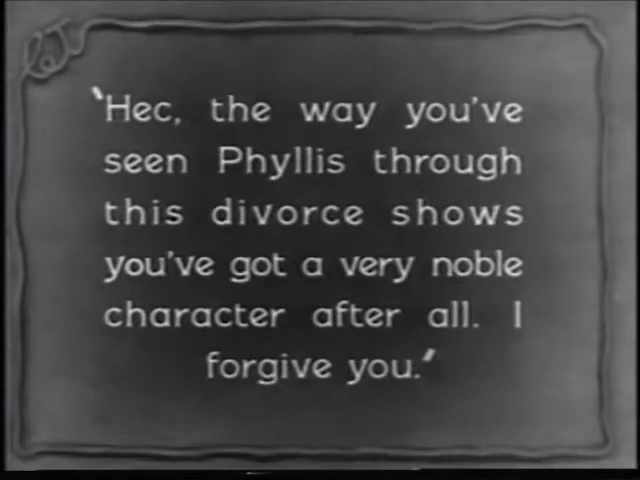 ‛Hec, the way you've
seen Phyllis through
this divorce shows
you've got a very noble
character after all. I
forgive you.′